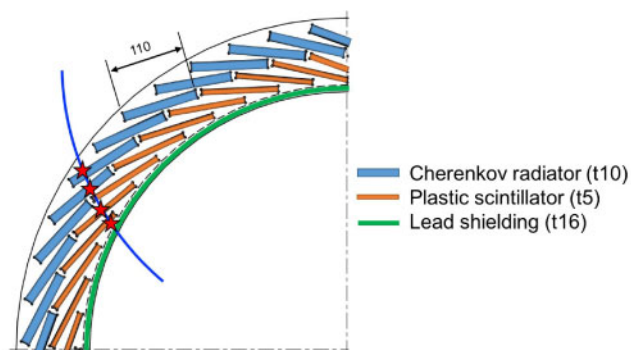 110
Cherenkov radiator (t10)
Plastic scintillator (t5)
Lead shielding (t16)